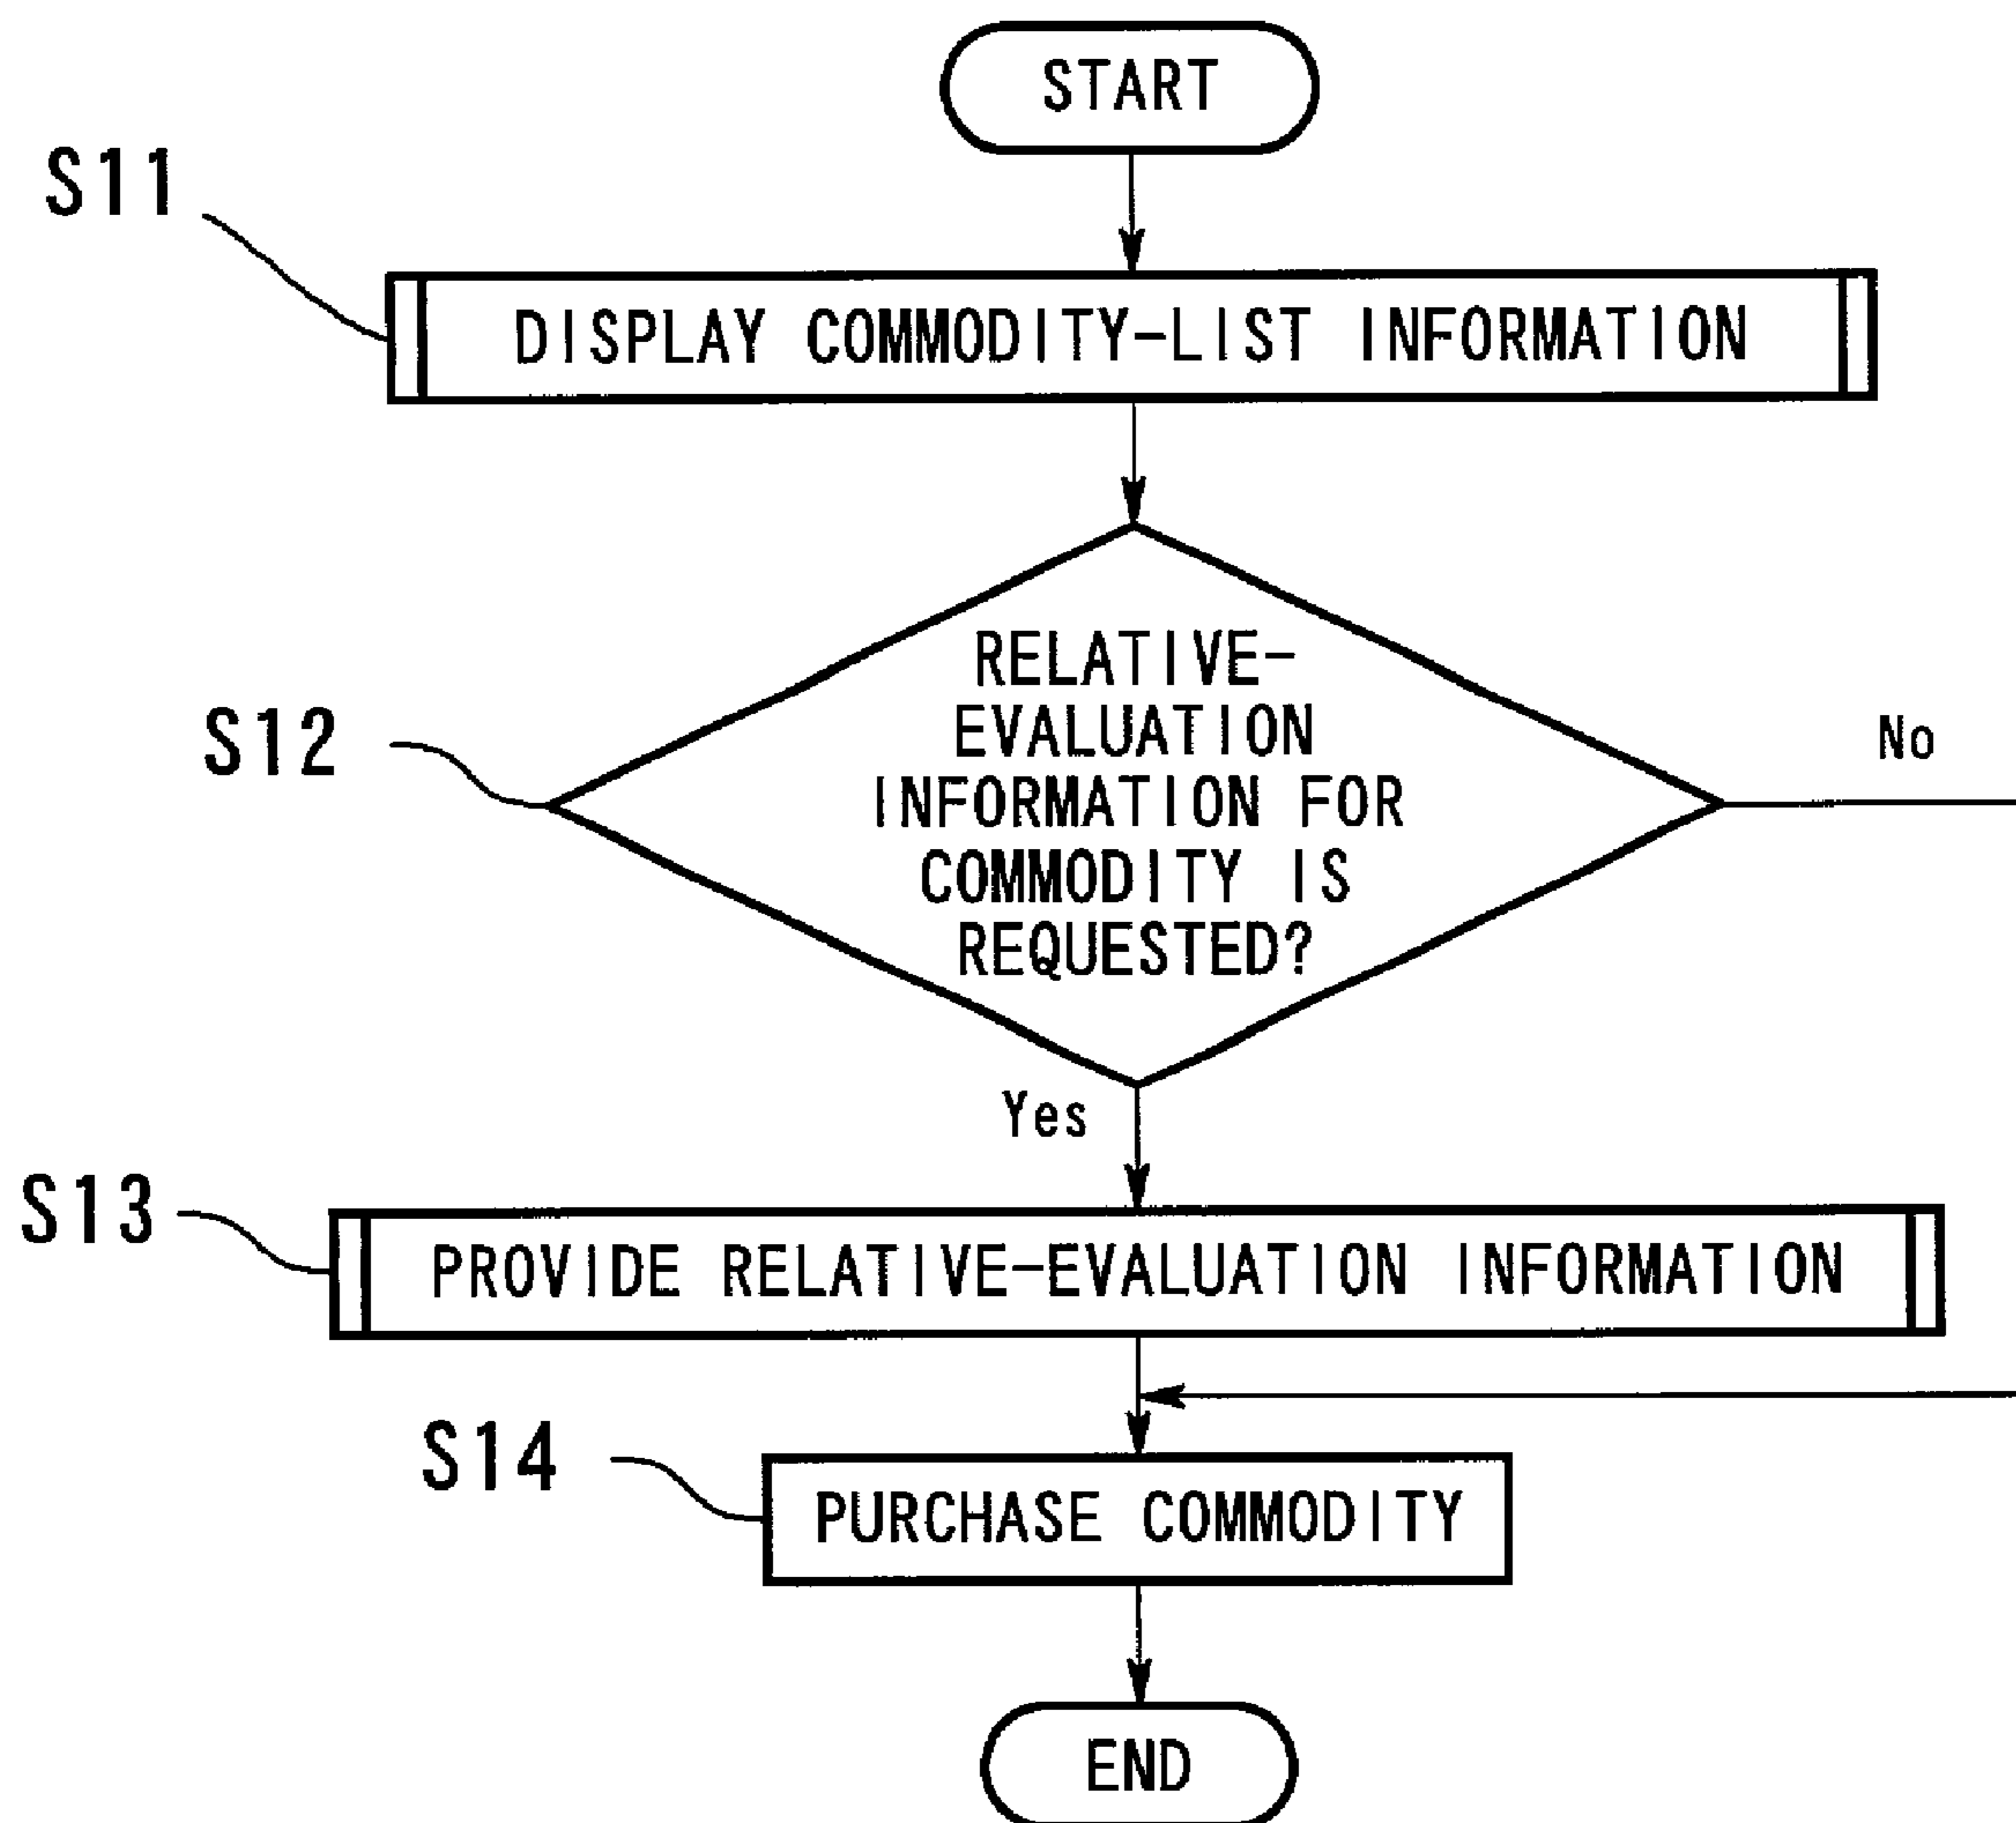 START
S11
DISPLAY COMMODITY-LIST INFORMATION
RELATIVE-
EVALUATION
INFORMATION FOR
COMMODITY IS
REQUESTED?
S12
No
Yes
S13
PROVIDE RELATIVE-EVALUATION INFORMATION
S14
PURCHASE COMMODITY
END